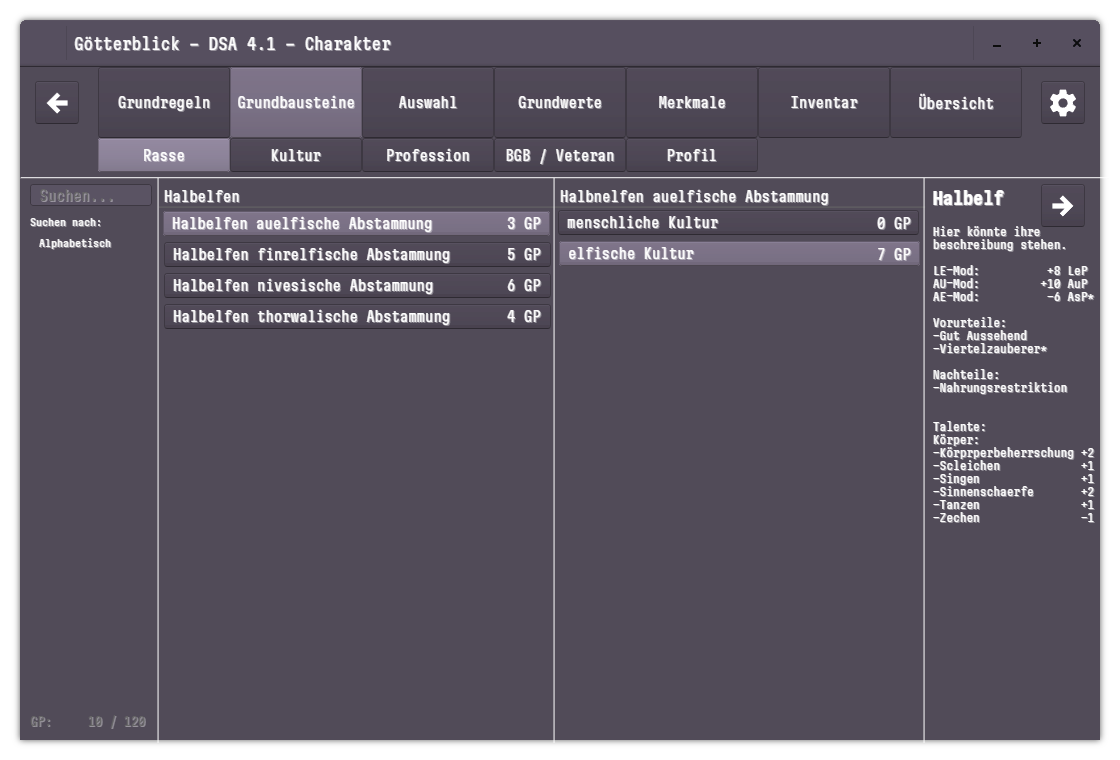 Götterblick - DSA 4.1 - Charakter
Grundregeln
Grundbausteine
Auswahl
Grundwerte
Merkmale
Inventar
Übersicht
Rasse
Kultur
Profession
BGB / Veteran
Profil
Suchen...
Suchen nach:
Alphabetisch
GP: 10 / 120
Halbelfen
Halbelfen auelfische Abstammung 3 GP
Halbelfen finrelfische Abstammung 5 GP
Halbelfen nivesische Abstammung 6 GP
Halbelfen thorwalische Abstammung 4 GP
Halbnelfen auelfische Abstammung
menschliche Kultur 0 GP
elfische Kultur 7 GP
Halbelf
Hier könnte ihre
beschreibung stehen.
LE-Mod: +8 LeP
AU-Mod: +10 AuP
AE-Mod: -6 AsP*
Vorurteile:
-Gut Aussehend
-Viertelzauberer*
Nachteile:
-Nahrungsrestriktion
Talente:
Körper:
-Körprperbeherrschung +2
-Scleichen +1
-Singen +1
-Sinnenschaerfe +2
-Tanzen +1
-Zechen -1